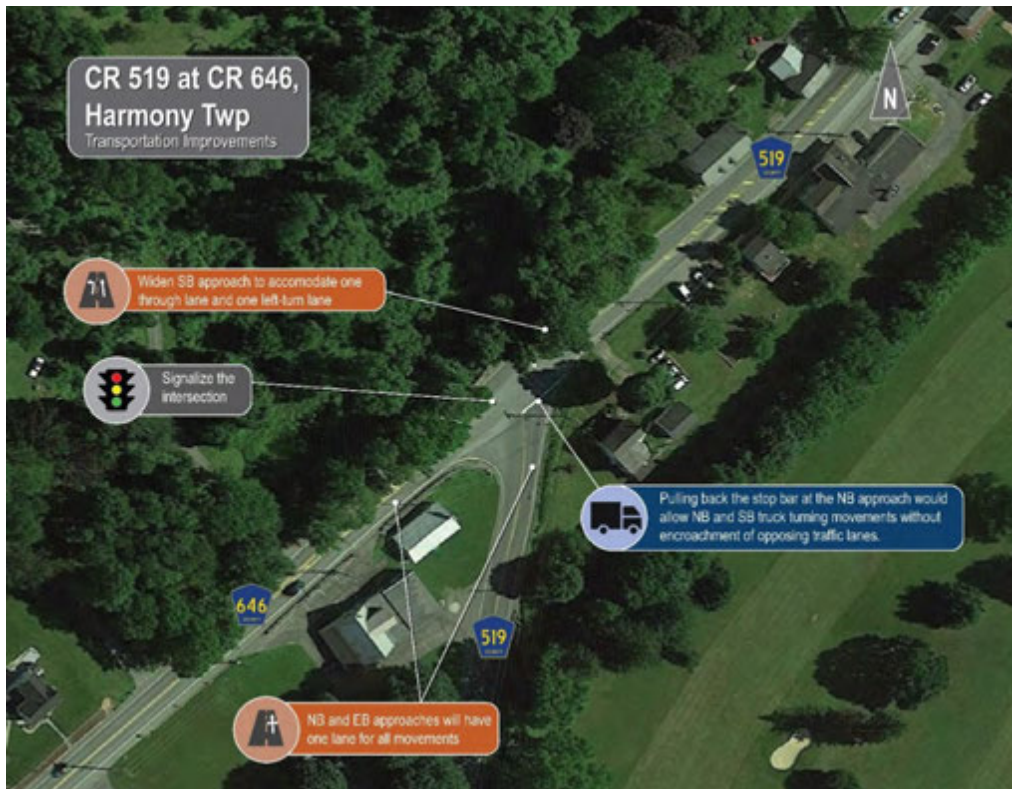 CR 519 at CR 646,
Harmony Twp
Transportation Improvements
N
519
Widen SB approach to accomodate one
through lane and one left-turn lane
Signalize the
intersection
Pulling back the stop bar at the NB approach would
allow NB and SB truck turning movements without
encroachment of opposing traffic lanes.
646
519
NB and EB approaches will have
one lane for all movements